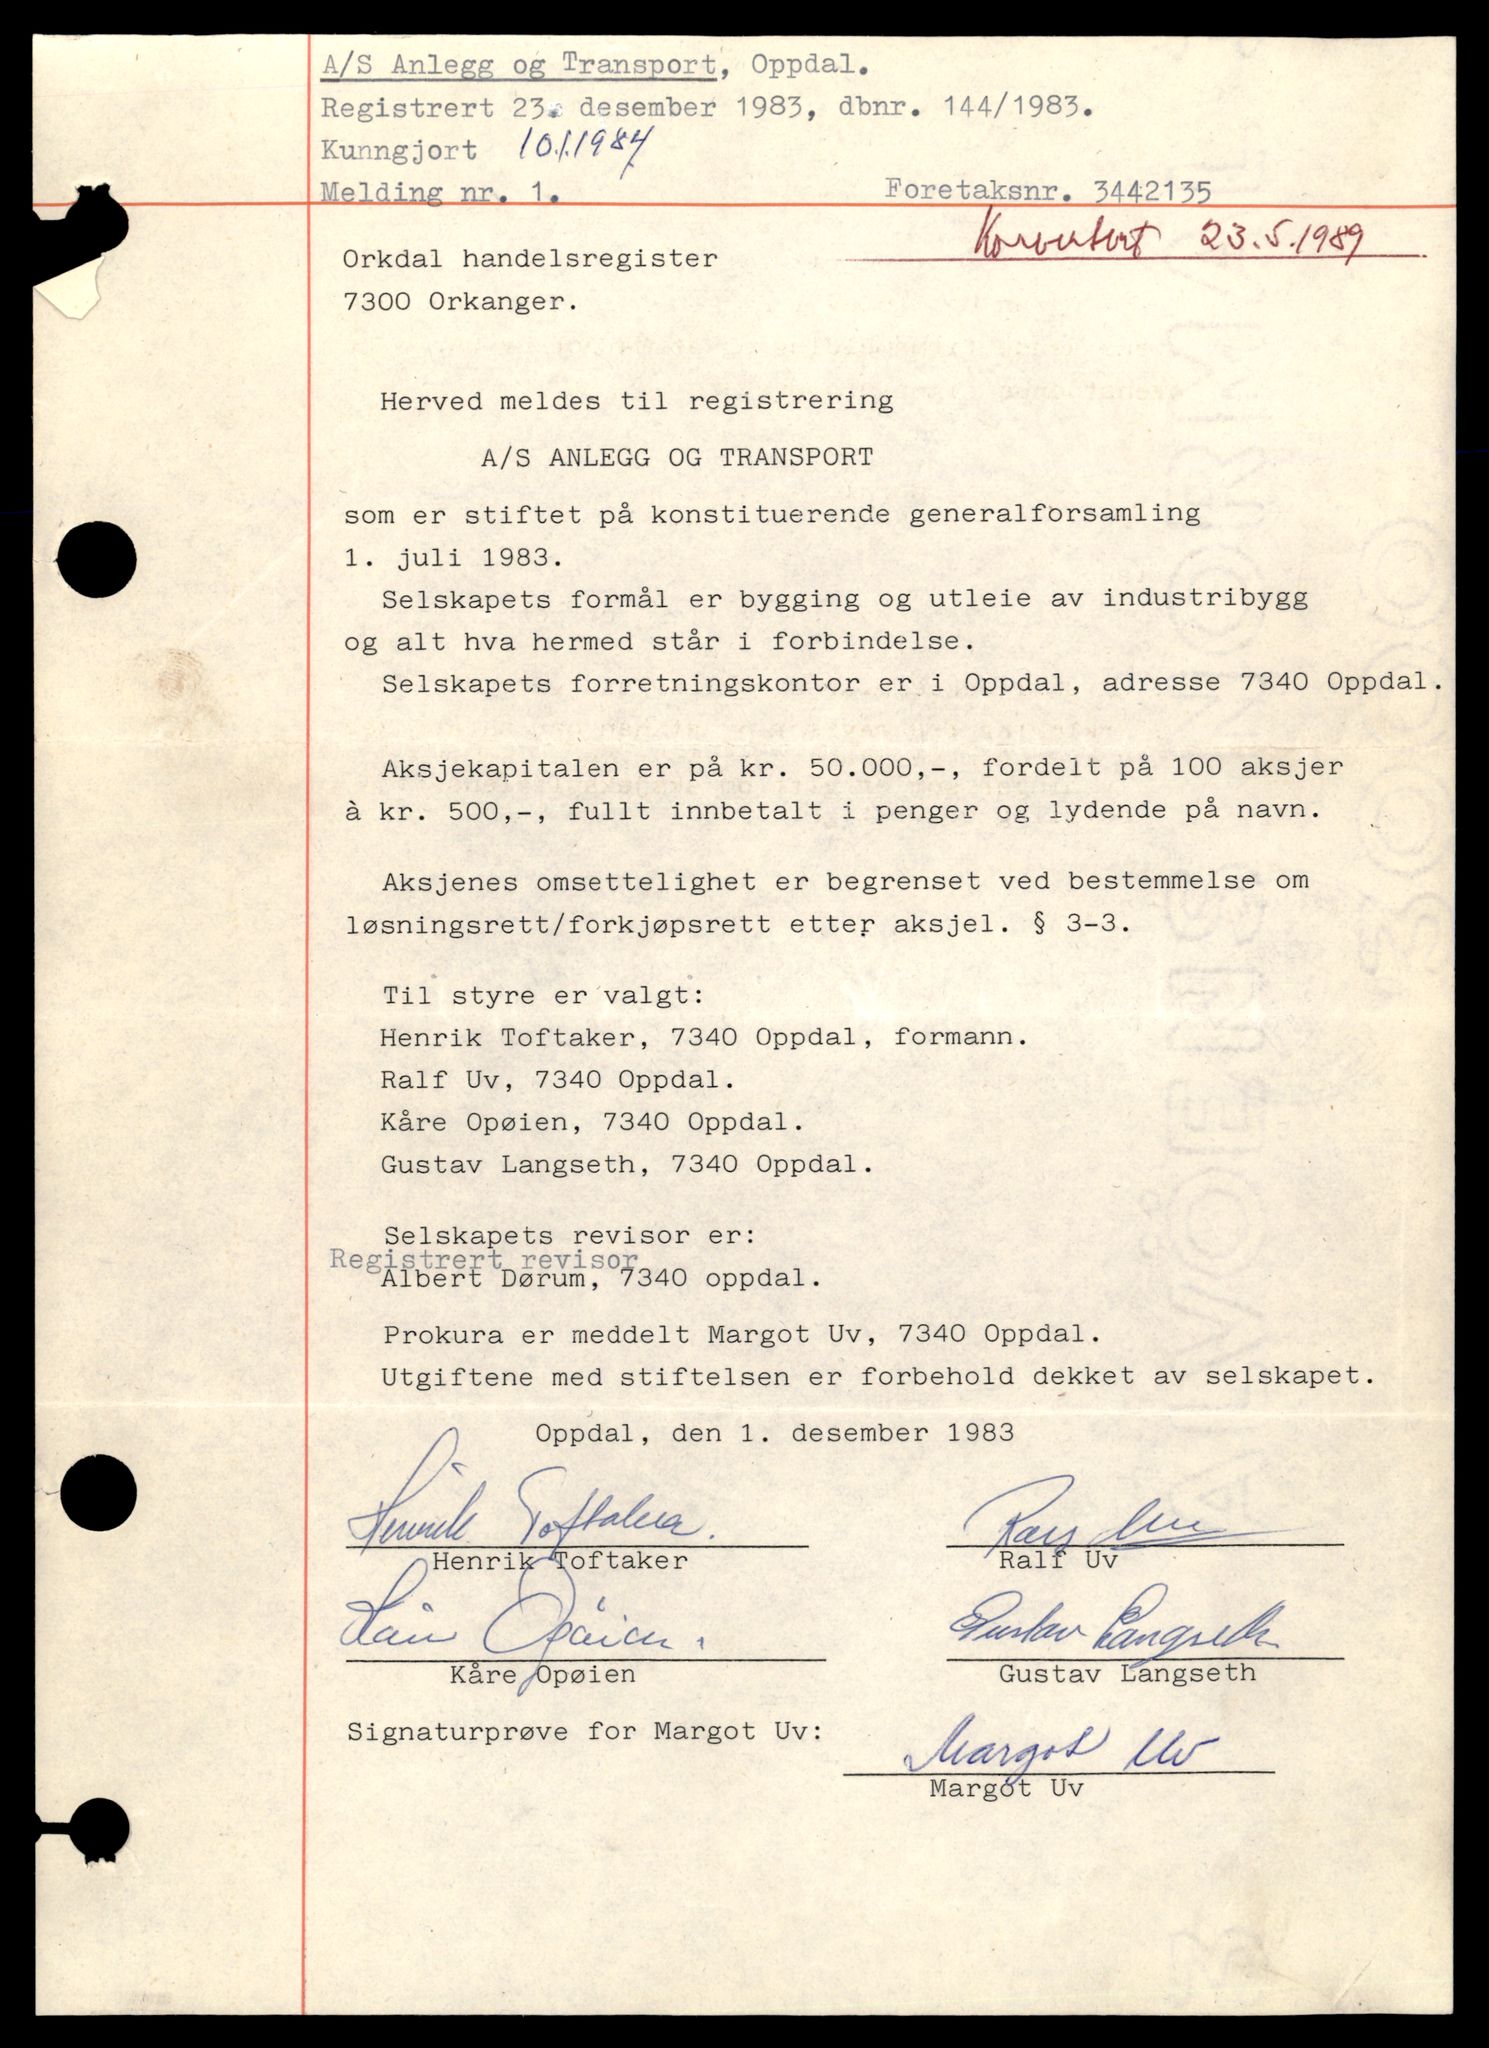 A/S Anlegg og Transport, Oppdal.
Registrert 23. desember 1983, dbnr. 144/1983.
Kunngjort 10.1.1984
Melding nr. 1. Foretaksnr. 3442135
Konvertert 23.5.1989
Orkdal handelsregister
7300 Orkanger.
Herved meldes til registrering
A/S ANLEGG OG TRANSPORT
som er stiftet på konstituerende generalforsamling
1. juli 1983.
Selskapets formål er bygging og utleie av industribygg
og alt hva hermed står i forbindelse.
Selskapets forretningskontor er i Oppdal, adresse 7340 Oppdal.
Aksjekapitalen er på kr. 50.000,-, fordelt på 100 aksjer
à kr. 500,-, fullt innbetalt i penger og lydende på navn.
Aksjenes omsettelighet er begrenset ved bestemmelse om
løsningsrett/forkjøpsrett etter aksjel. § 3-3.
Til styre er valgt:
Henrik Toftaker, 7340 Oppdal, formann.
Ralf Uv, 7340 Oppdal.
Kåre Opøien, 7340 Oppdal.
Gustav Langseth, 7340 Oppdal.
Selskapets revisor er:
Registrert revisor
Albert Dørum, 7340 oppdal.
Prokura er meddelt Margot Uv, 7340 Oppdal.
Utgiftene med stiftelsen er forbehold dekket av selskapet.
Oppdal, den 1. desember 1983
Henrik Toftaker. Ralf Uv
Henrik Toftaker Ralf Uv
Kåre Opøien. Gustav Langseth
Kåre Opøien Gustav Langseth
Signaturprøve for Margot Uv: Margot Uv
Margot Uv